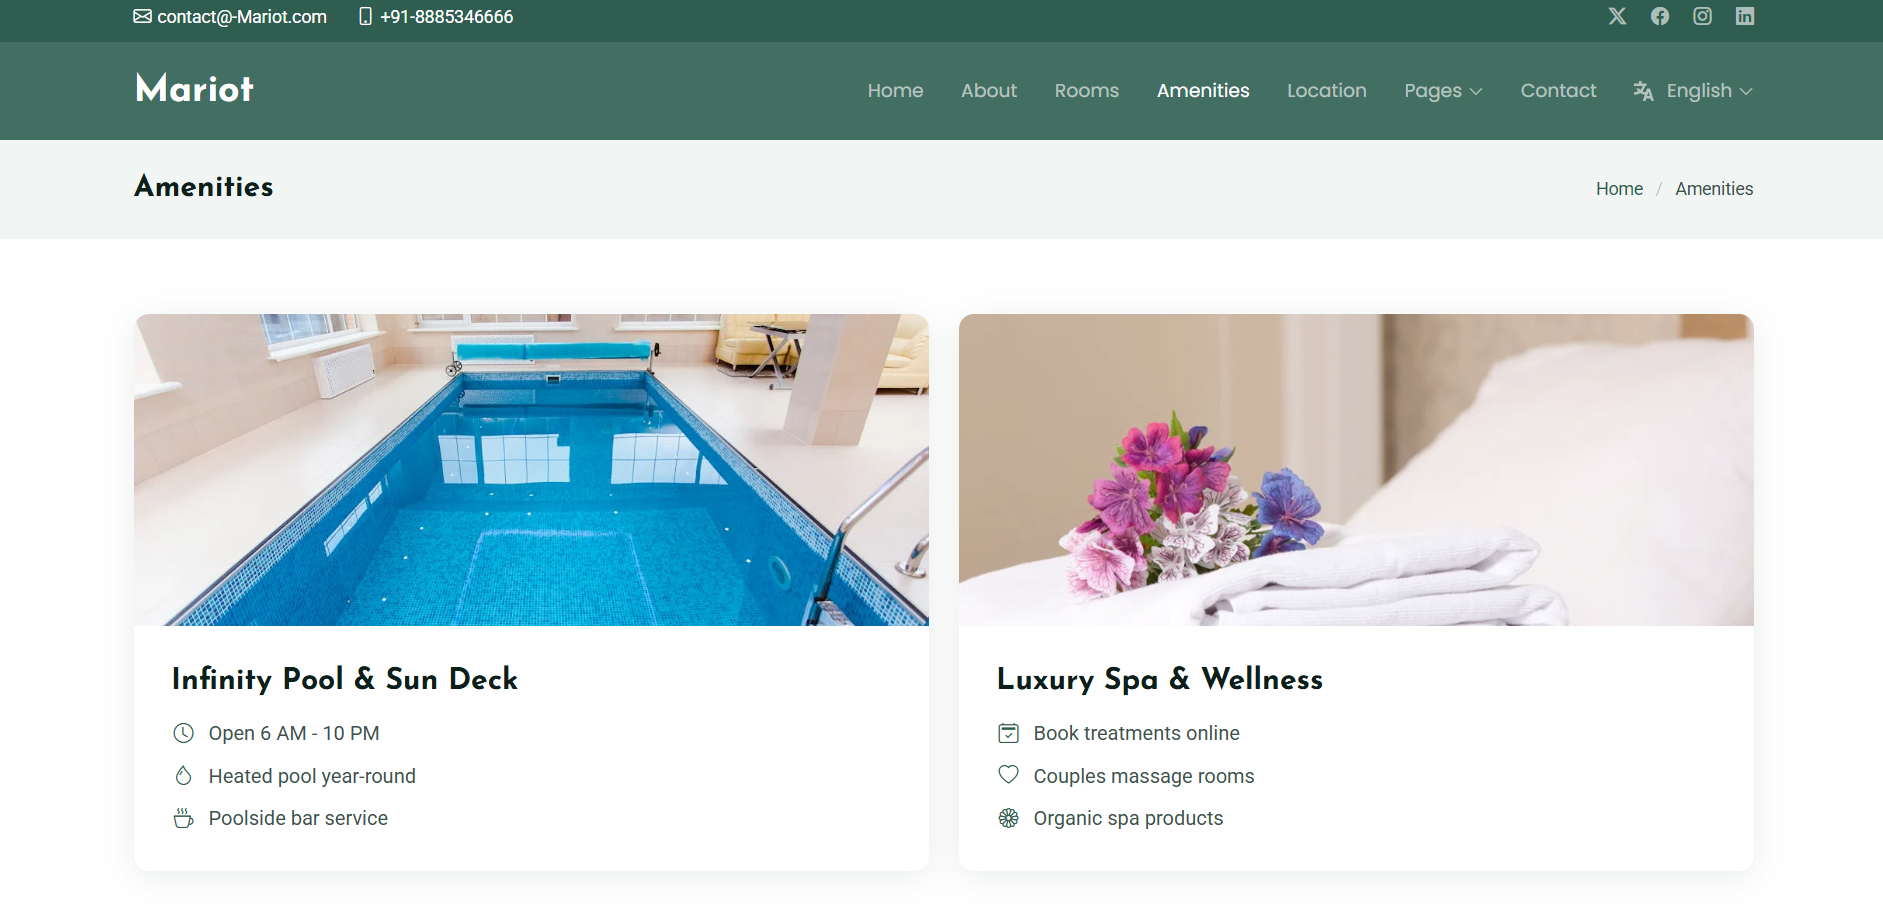 contact@-Mariot.com +91-8885346666
Mariot Home About Rooms Amenities Location Pages Contact English
Amenities Home / Amenities
Infinity Pool & Sun Deck
Open 6 AM - 10 PM
Heated pool year-round
Poolside bar service
Luxury Spa & Wellness
Book treatments online
Couples massage rooms
Organic spa products